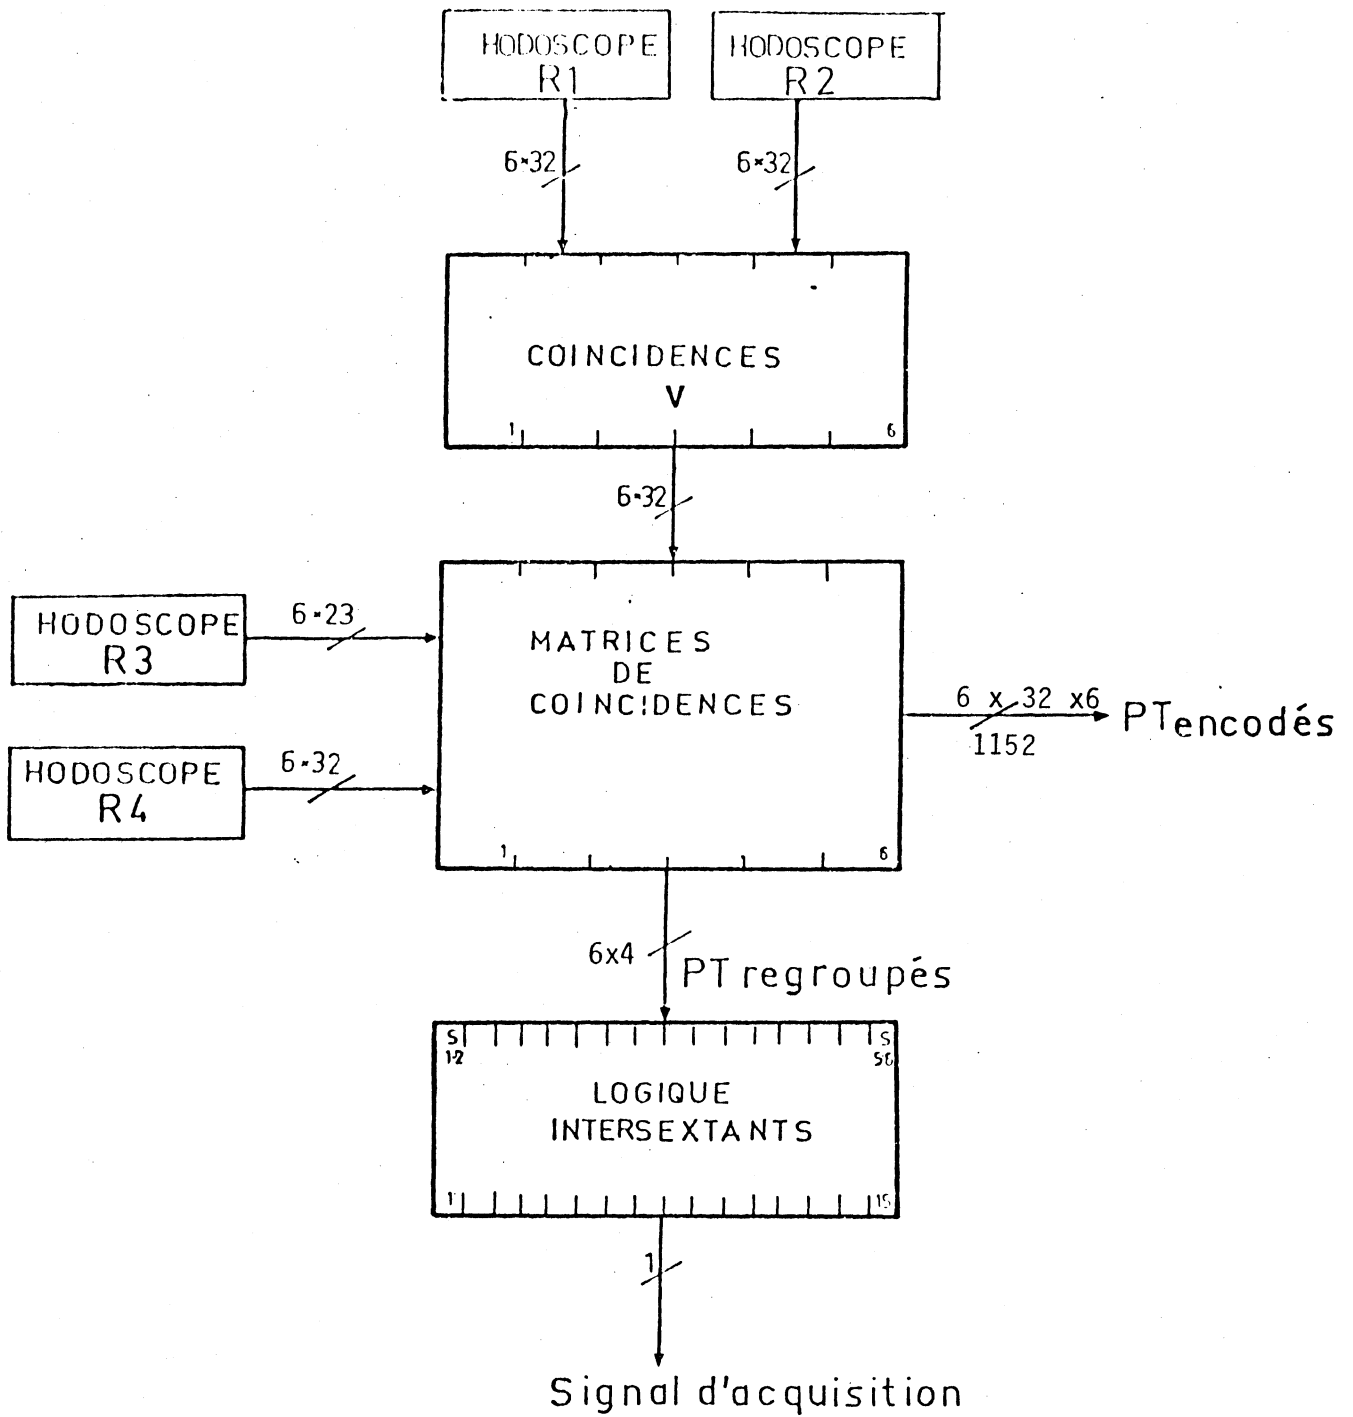 HODOSCOPE
R1
HODOSCOPE
R2
6×32
6×32
COINCIDENCES
V
1
6
6×32
HODOSCOPE
R3
6×23
HODOSCOPE
R4
6×32
MATRICES
DE
COINCIDENCES
6 x 32 x6
1152
PT encodés
1
6
6x4
PT regroupés
S
1-2
S
56
LOGIQUE
INTERSEXTANTS
1
15
1
Signal d'acquisition